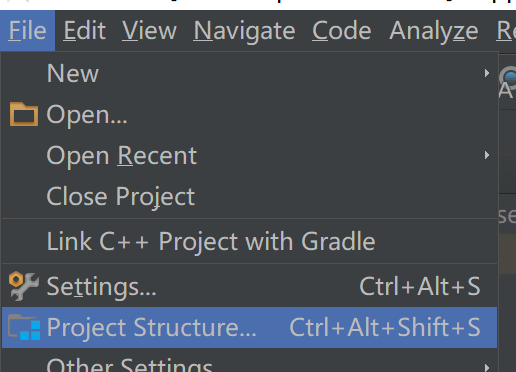 File Edit View Navigate Code Analyze
New
Open...
Open Recent
Close Project
Link C++ Project with Gradle
Settings... Ctrl+Alt+S
Project Structure... Ctrl+Alt+Shift+S
Other Settings